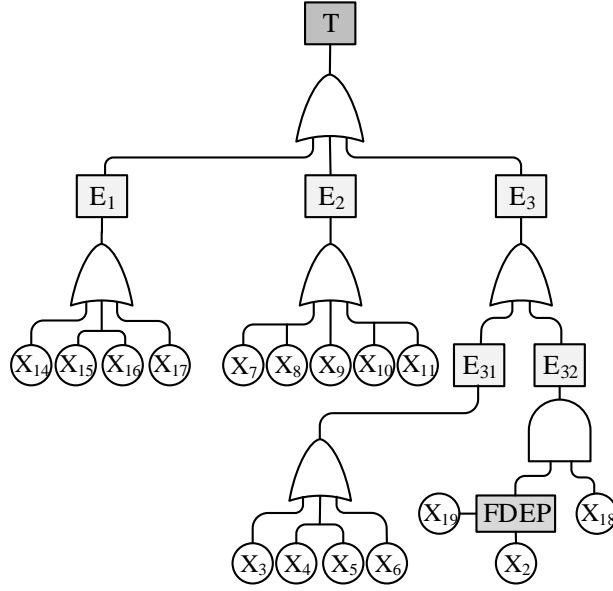 T
E₁ E₂ E₃
X₁₄ X₁₅ X₁₆ X₁₇ X₇ X₈ X₉ X₁₀ X₁₁ E₃₁ E₃₂
X₁₉ FDEP X₁₈
X₃ X₄ X₅ X₆ X₂